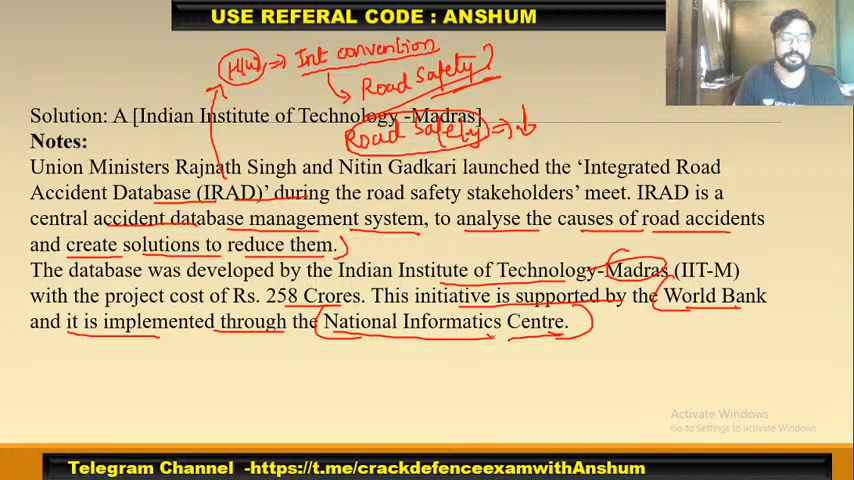 USE REFERAL CODE : ANSHUM
H/W => Int convention
Road Safety?
Solution: A [Indian Institute of Technology -Madras]
Road Safety => ↓
Notes:
Union Ministers Rajnath Singh and Nitin Gadkari launched the ‘Integrated Road
Accident Database (IRAD)’ during the road safety stakeholders’ meet. IRAD is a
central accident database management system, to analyse the causes of road accidents
and create solutions to reduce them.
The database was developed by the Indian Institute of Technology-Madras (IIT-M)
with the project cost of Rs. 258 Crores. This initiative is supported by the World Bank
and it is implemented through the National Informatics Centre.
Activate Windows
Go to Settings to activate Windows.
Telegram Channel -https://t.me/crackdefenceexamwithAnshum